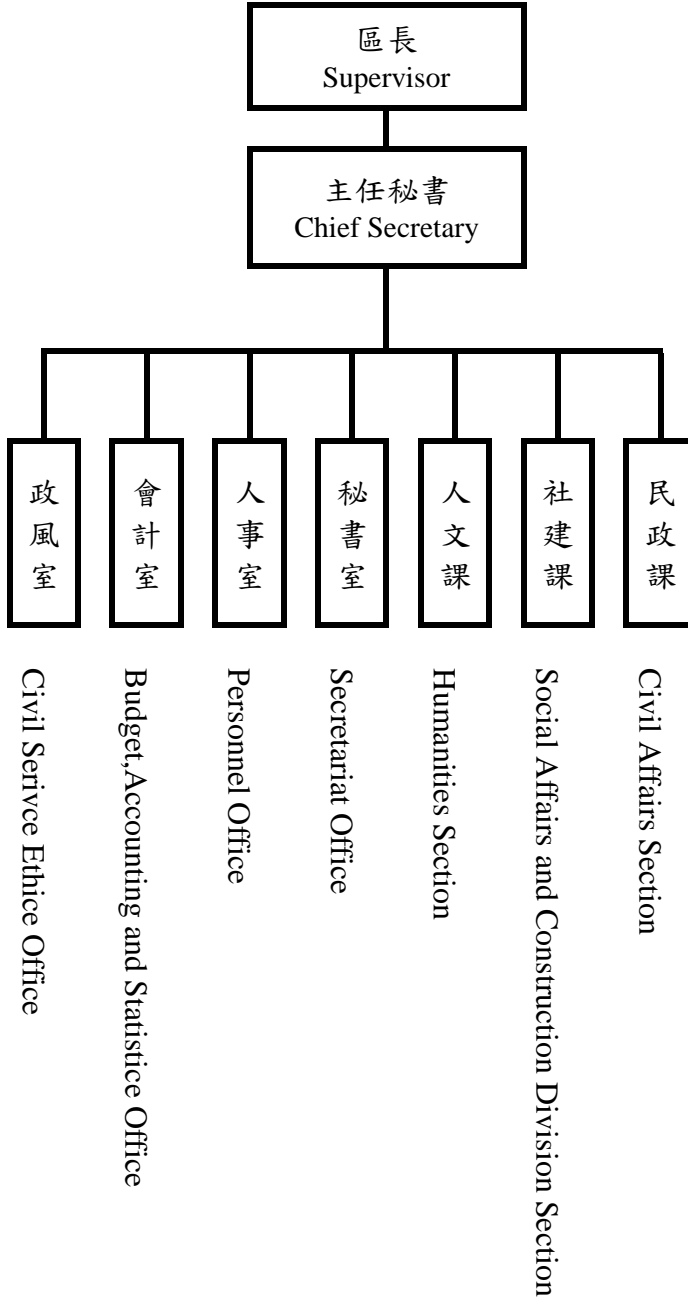 區長
Supervisor
主任秘書
Chief Secretary
政風室
Civil Serivce Ethice Office
會計室
Budget,Accounting and Statistice Office
人事室
Personnel Office
秘書室
Secretariat Office
人文課
Humanities Section
社建課
Social Affairs and Construction Division Section
民政課
Civil Affairs Section